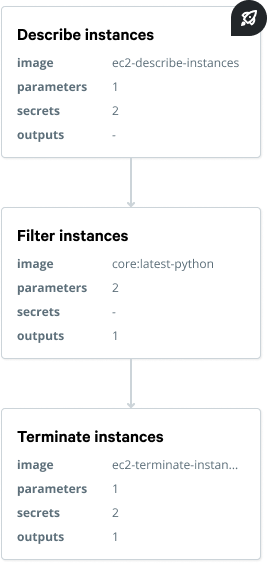 Describe instances
image ec2-describe-instances
parameters 1
secrets 2
outputs -
Filter instances
image core:latest-python
parameters 2
secrets -
outputs 1
Terminate instances
image ec2-terminate-instan...
parameters 1
secrets 2
outputs 1